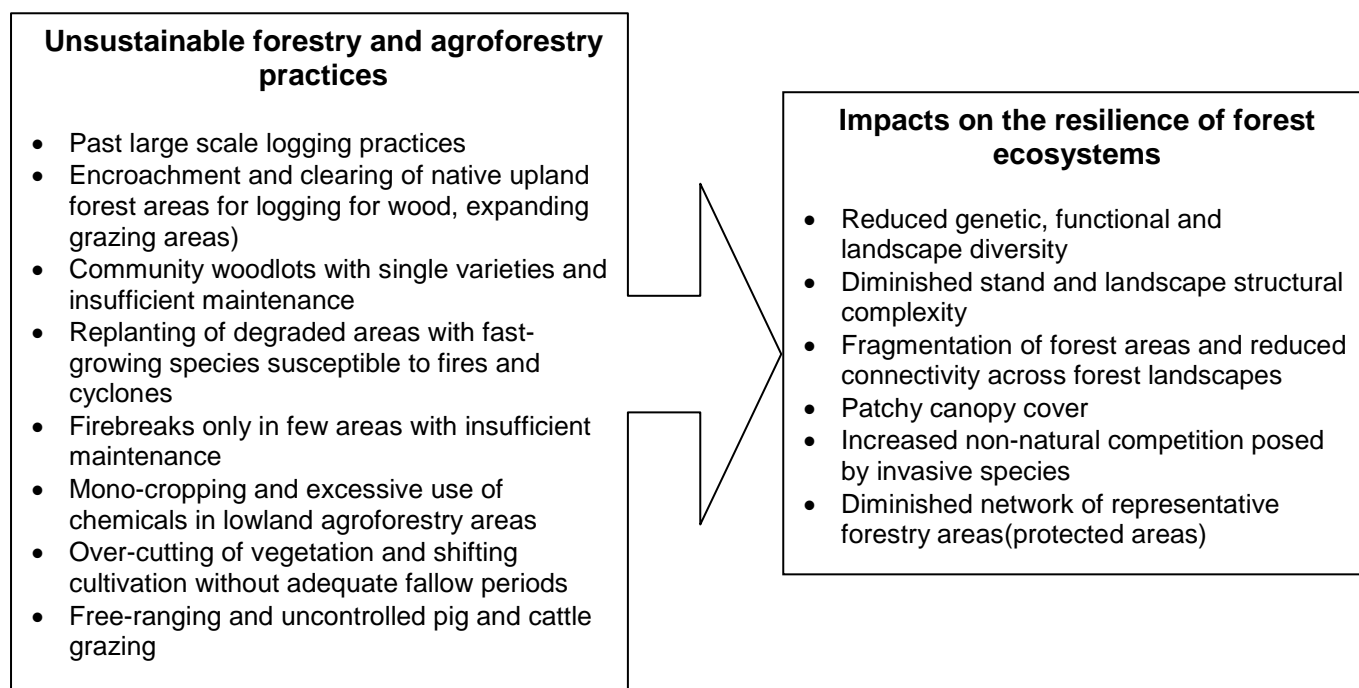 Unsustainable forestry and agroforestry
practices
• Past large scale logging practices
• Encroachment and clearing of native upland
forest areas for logging for wood, expanding
grazing areas)
• Community woodlots with single varieties and
insufficient maintenance
• Replanting of degraded areas with fast-
growing species susceptible to fires and
cyclones
• Firebreaks only in few areas with insufficient
maintenance
• Mono-cropping and excessive use of
chemicals in lowland agroforestry areas
• Over-cutting of vegetation and shifting
cultivation without adequate fallow periods
• Free-ranging and uncontrolled pig and cattle
grazing
Impacts on the resilience of forest
ecosystems
• Reduced genetic, functional and
landscape diversity
• Diminished stand and landscape structural
complexity
• Fragmentation of forest areas and reduced
connectivity across forest landscapes
• Patchy canopy cover
• Increased non-natural competition posed
by invasive species
• Diminished network of representative
forestry areas(protected areas)